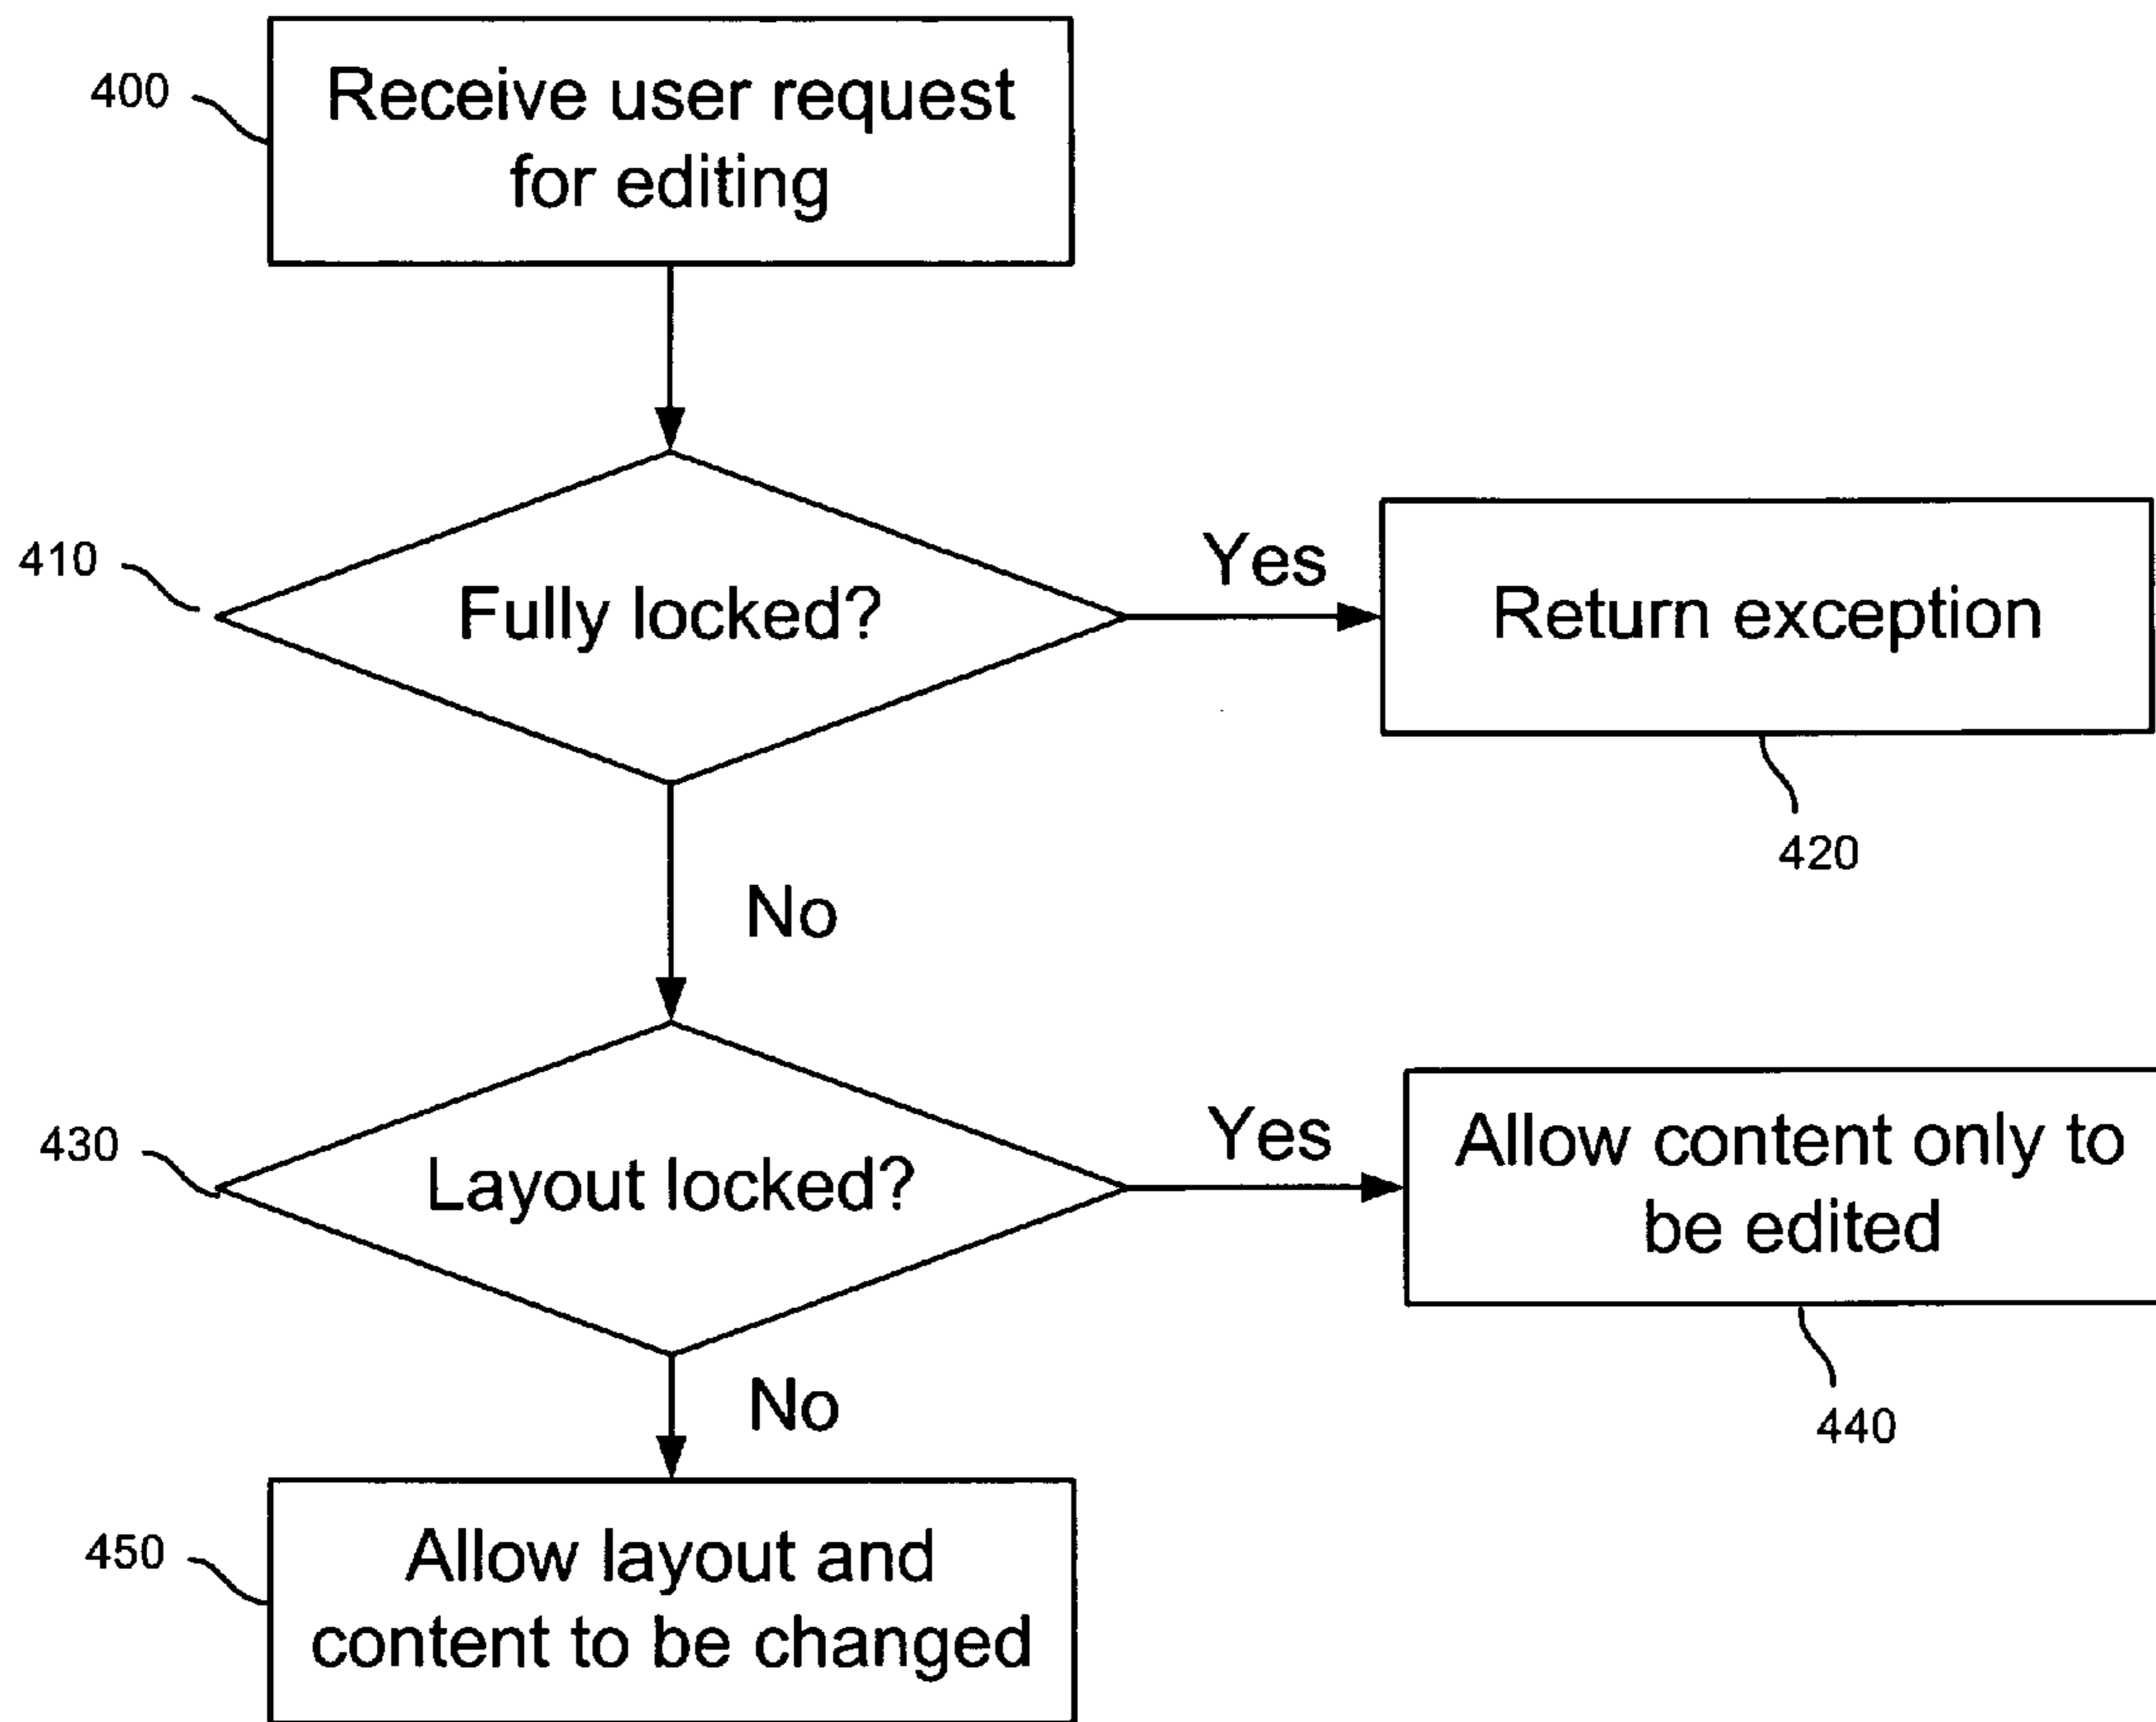 400
Receive user request
for editing
410
Fully locked?
Yes
Return exception
420
No
430
Layout locked?
Yes
Allow content only to
be edited
440
No
450
Allow layout and
content to be changed